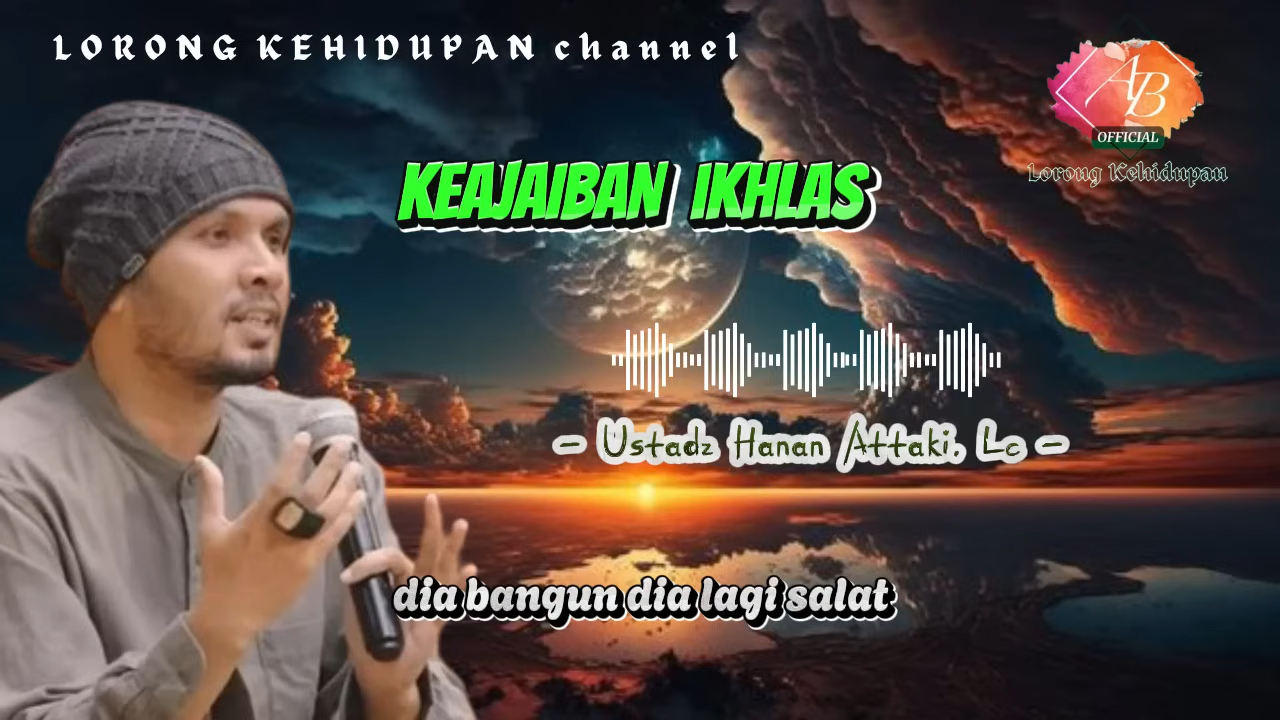 LORONG KEHIDUPAN channel
AB
OFFICIAL
Lorong Kehidupan
KEAJAIBAN IKHLAS
- Ustadz Hanan Attaki. Lc -
dia bangun dia lagi salat